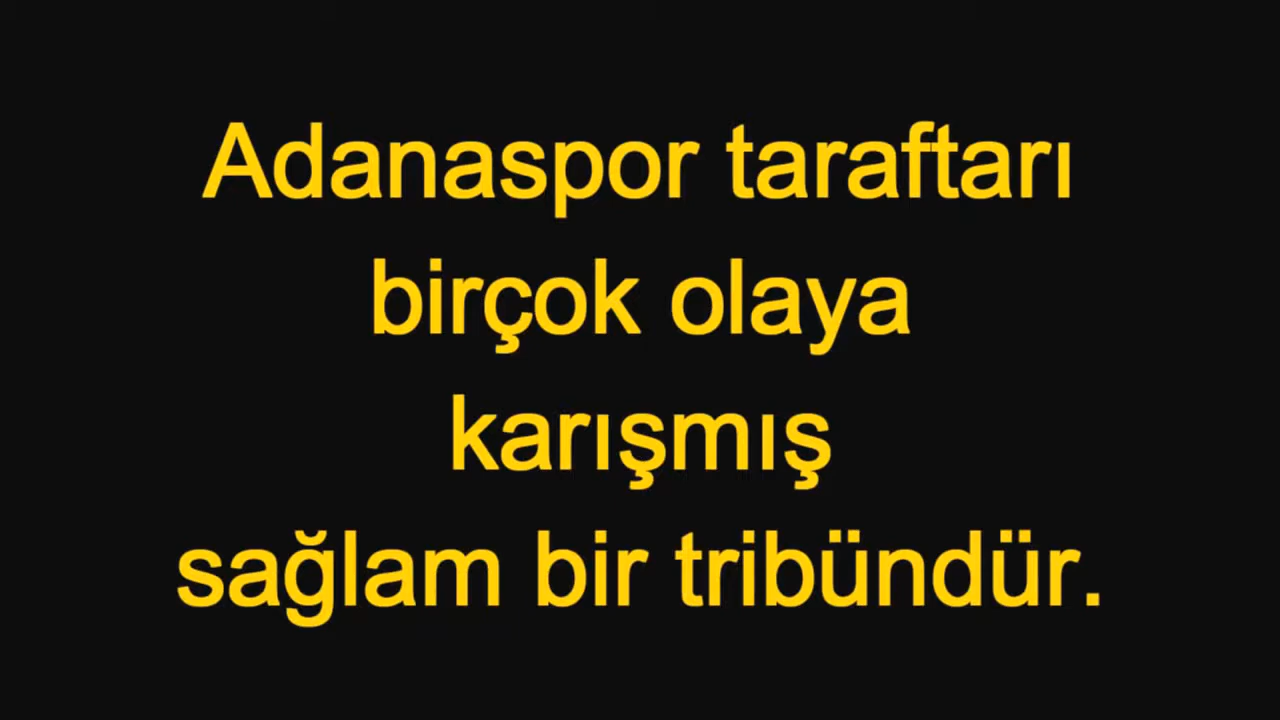 Adanaspor taraftarı
birçok olaya
karışmış
sağlam bir tribündür.